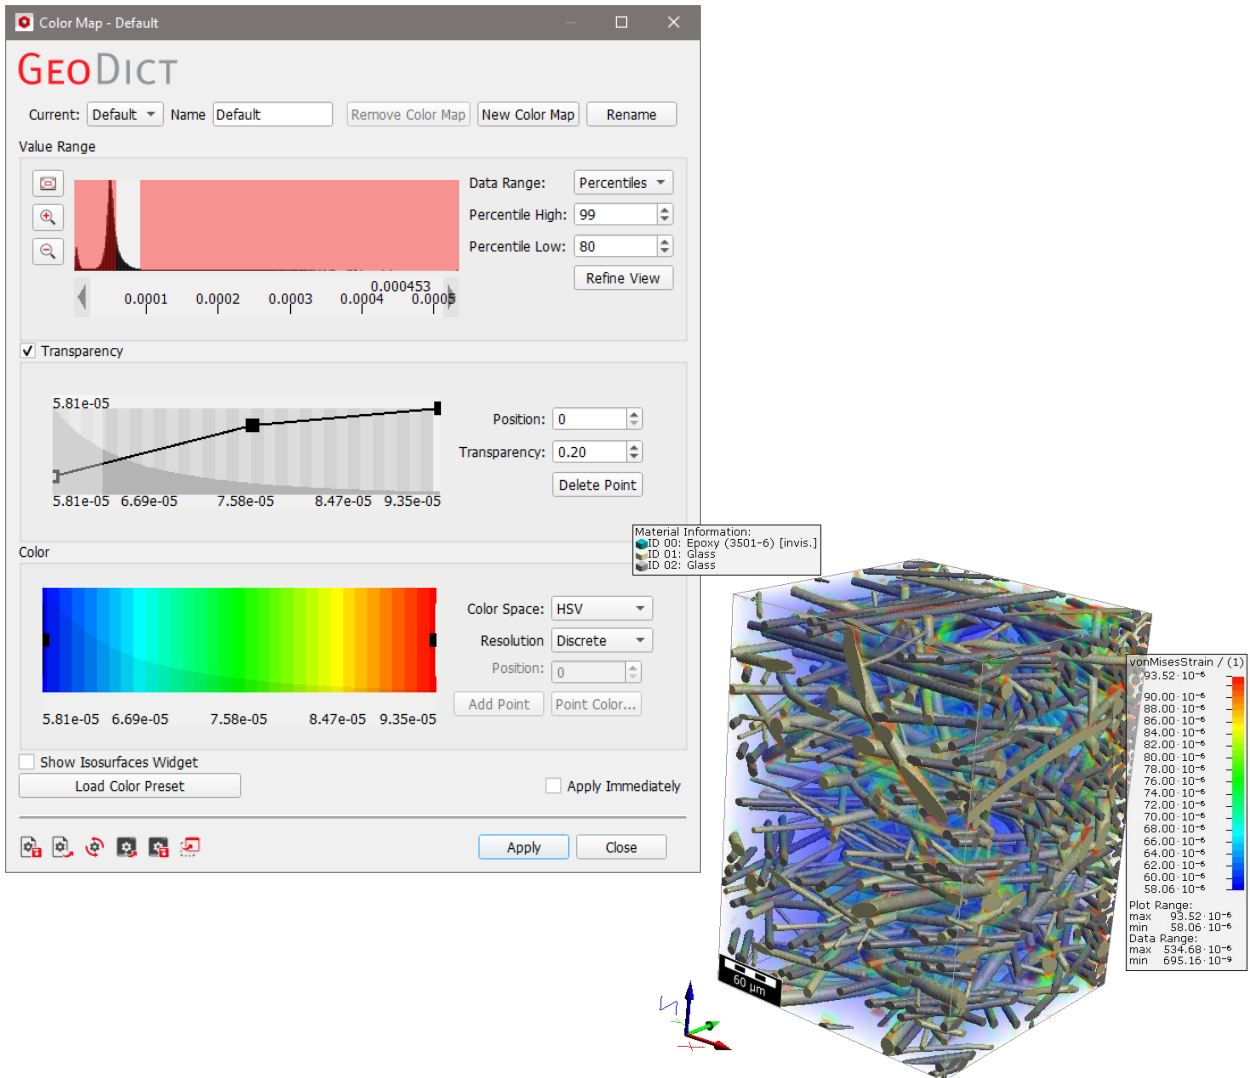 Color Map - Default
GEODICT
Current: Default Name Default Remove Color Map New Color Map Rename
Value Range
Data Range: Percentiles
Percentile High: 99
Percentile Low: 80
Refine View
0.000453
0.0001 0.0002 0.0003 0.0004 0.0005
Transparency
5.81e-05
Position: 0
Transparency: 0.20
Delete Point
5.81e-05 6.69e-05 7.58e-05 8.47e-05 9.35e-05
Color
Color Space: HSV
Resolution Discrete
Position: 0
Add Point Point Color...
5.81e-05 6.69e-05 7.58e-05 8.47e-05 9.35e-05
Show Isosurfaces Widget
Load Color Preset Apply Immediately
Apply Close
Material Information:
ID 00: Epoxy (3501-6) [invis.]
ID 01: Glass
ID 02: Glass
vonMisesStrain / (1)
93.52·10⁻⁶
90.00·10⁻⁶
88.00·10⁻⁶
86.00·10⁻⁶
84.00·10⁻⁶
82.00·10⁻⁶
80.00·10⁻⁶
78.00·10⁻⁶
76.00·10⁻⁶
74.00·10⁻⁶
72.00·10⁻⁶
70.00·10⁻⁶
68.00·10⁻⁶
66.00·10⁻⁶
64.00·10⁻⁶
62.00·10⁻⁶
60.00·10⁻⁶
58.06·10⁻⁶
Plot Range:
max 93.52·10⁻⁶
min 58.06·10⁻⁶
Data Range:
max 534.68·10⁻⁶
min 695.16·10⁻⁹
60 µm